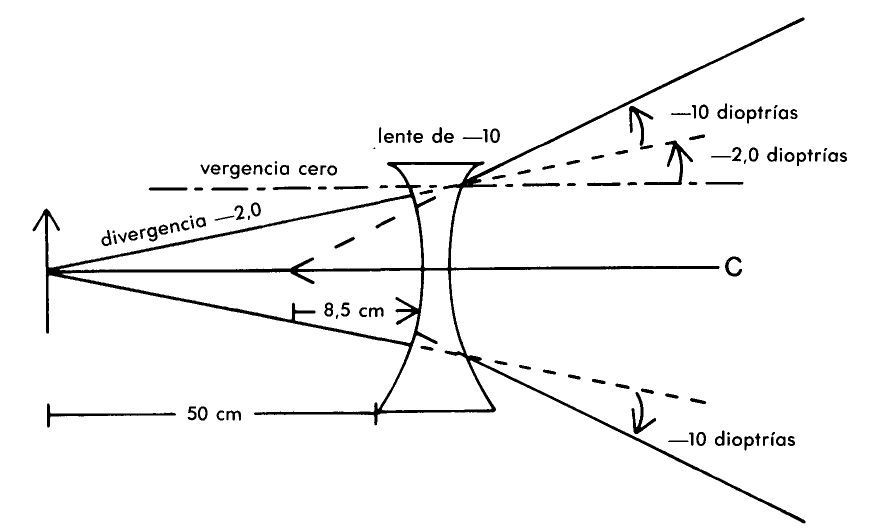 lente de —10
—10 dioptrías
—2,0 dioptrías
vergencia cero
divergencia —2,0
C
8,5 cm
50 cm
—10 dioptrías